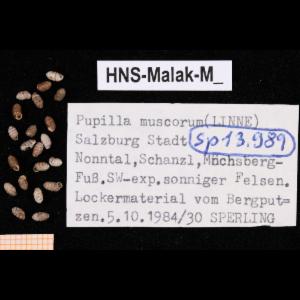 HNS-Malak-M_
Pupilla muscorum(LINNE)
Salzburg Stadt sp13.989
Nonntal,Schanzl,Möchsberg-
Fuß.SW-exp.sonniger Felsen.
Lockermaterial vom Bergput-
zen.5.10.1984/30 SPERLING